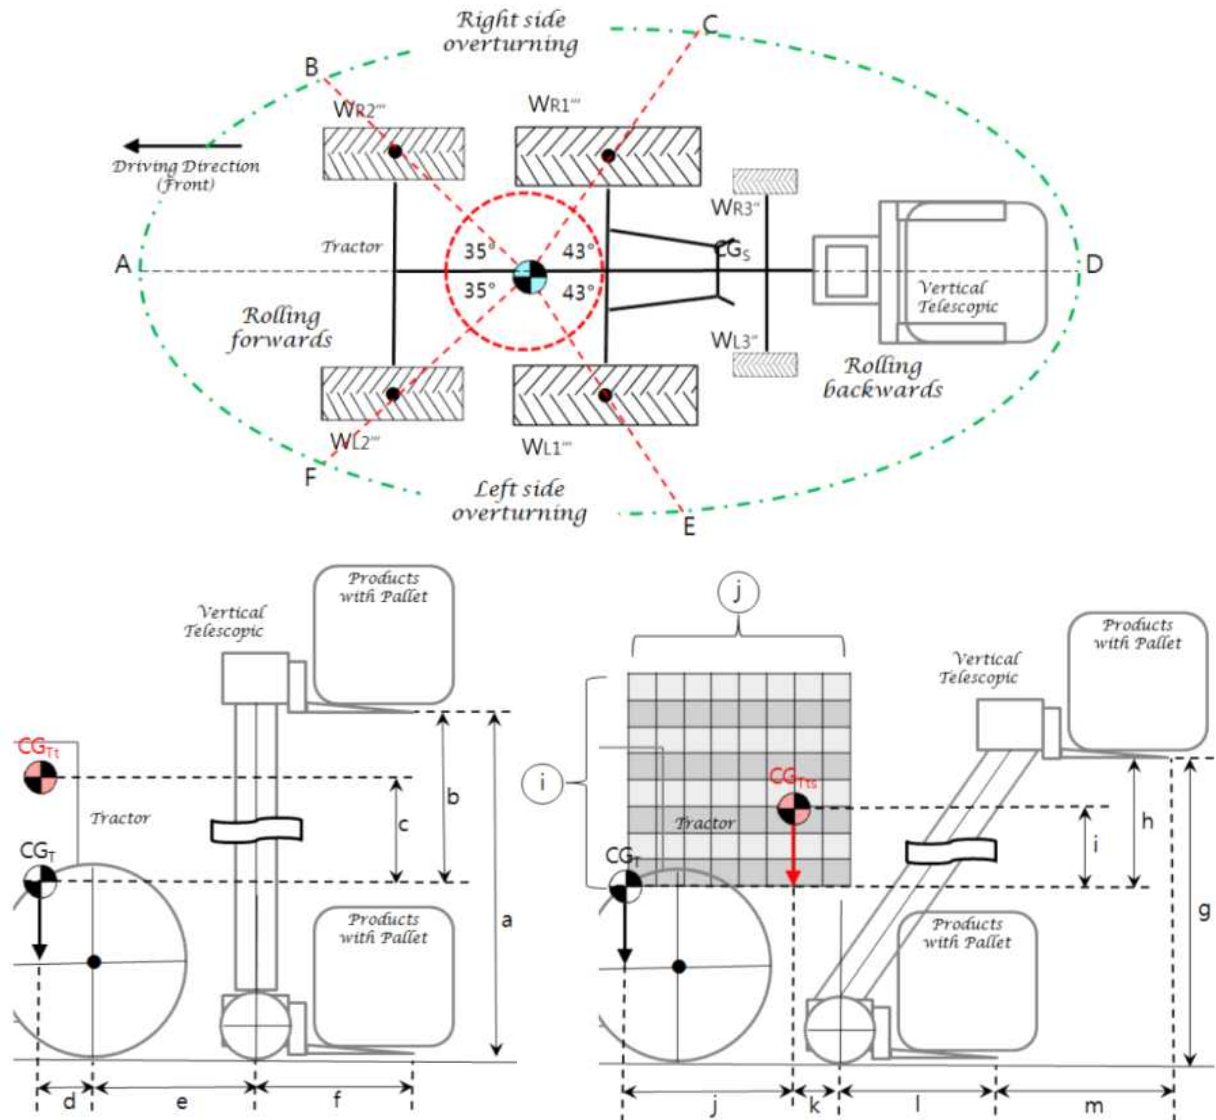 Right side
overturning
C
B
WR2'''
WR1'''
Driving Direction
(Front)
WR3''
Tractor
35°
43°
CGS
A
D
35°
43°
Vertical
Telescopic
Rolling
forwards
WL3''
Rolling
backwards
WL2'''
WL1'''
F
Left side
overturning
E
Products
with Pallet
Vertical
Telescopic
CGTt
b
c
Tractor
CGT
a
Products
with Pallet
d
e
f
j
Products
with Pallet
Vertical
Telescopic
i
CGTts
h
Tractor
i
CGT
g
Products
with Pallet
j
k
l
m